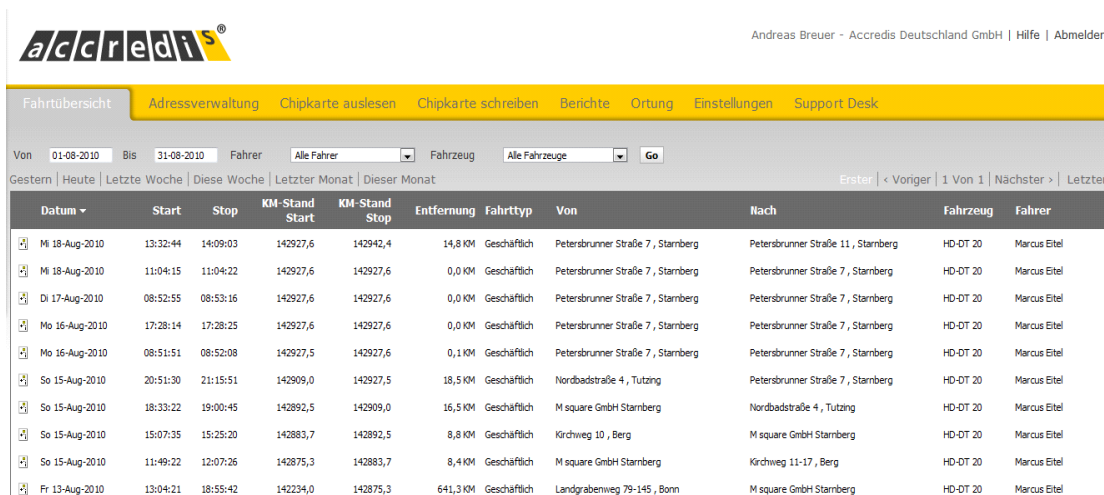 accredis®
Andreas Breuer - Accredis Deutschland GmbH | Hilfe | Abmelden
Fahrtübersicht Adressverwaltung Chipkarte auslesen Chipkarte schreiben Berichte Ortung Einstellungen Support Desk
Von 01-08-2010 Bis 31-08-2010 Fahrer Alle Fahrer Fahrzeug Alle Fahrzeuge Go
Gestern | Heute | Letzte Woche | Diese Woche | Letzter Monat | Dieser Monat Erster | < Voriger | 1 Von 1 | Nächster > | Letzter
Datum Start Stop KM-Stand Start KM-Stand Stop Entfernung Fahrttyp Von Nach Fahrzeug Fahrer
Mi 18-Aug-2010 13:32:44 14:09:03 142927,6 142942,4 14,8 KM Geschäftlich Petersbrunner Straße 7 , Starnberg Petersbrunner Straße 11 , Starnberg HD-DT 20 Marcus Eitel
Mi 18-Aug-2010 11:04:15 11:04:22 142927,6 142927,6 0,0 KM Geschäftlich Petersbrunner Straße 7 , Starnberg Petersbrunner Straße 7 , Starnberg HD-DT 20 Marcus Eitel
Di 17-Aug-2010 08:52:55 08:53:16 142927,6 142927,6 0,0 KM Geschäftlich Petersbrunner Straße 7 , Starnberg Petersbrunner Straße 7 , Starnberg HD-DT 20 Marcus Eitel
Mo 16-Aug-2010 17:28:14 17:28:25 142927,6 142927,6 0,0 KM Geschäftlich Petersbrunner Straße 7 , Starnberg Petersbrunner Straße 7 , Starnberg HD-DT 20 Marcus Eitel
Mo 16-Aug-2010 08:51:51 08:52:08 142927,5 142927,6 0,1 KM Geschäftlich Petersbrunner Straße 7 , Starnberg Petersbrunner Straße 7 , Starnberg HD-DT 20 Marcus Eitel
So 15-Aug-2010 20:51:30 21:15:51 142909,0 142927,5 18,5 KM Geschäftlich Nordbadstraße 4 , Tutzing Petersbrunner Straße 7 , Starnberg HD-DT 20 Marcus Eitel
So 15-Aug-2010 18:33:22 19:00:45 142892,5 142909,0 16,5 KM Geschäftlich M square GmbH Starnberg Nordbadstraße 4 , Tutzing HD-DT 20 Marcus Eitel
So 15-Aug-2010 15:07:35 15:25:20 142883,7 142892,5 8,8 KM Geschäftlich Kirchweg 10 , Berg M square GmbH Starnberg HD-DT 20 Marcus Eitel
So 15-Aug-2010 11:49:22 12:07:26 142875,3 142883,7 8,4 KM Geschäftlich M square GmbH Starnberg Kirchweg 11-17 , Berg HD-DT 20 Marcus Eitel
Fr 13-Aug-2010 13:04:21 18:55:42 142234,0 142875,3 641,3 KM Geschäftlich Landgrabenweg 79-145 , Bonn M square GmbH Starnberg HD-DT 20 Marcus Eitel